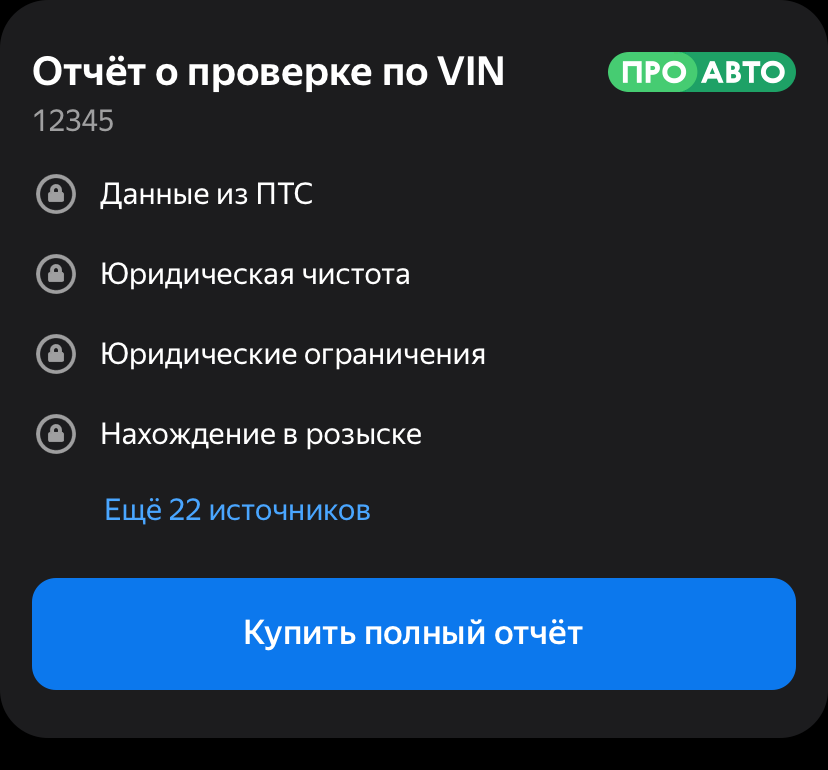 Отчёт о проверке по VIN
ПРО АВТО
12345
Данные из ПТС
Юридическая чистота
Юридические ограничения
Нахождение в розыске
Ещё 22 источников
Купить полный отчёт